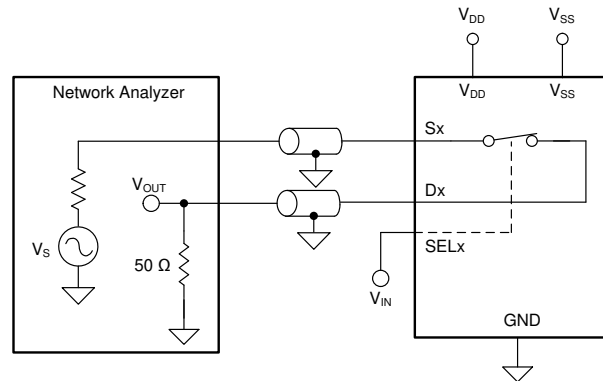 V_DD V_SS
Network Analyzer
V_DD V_SS
Sx
V_OUT
Dx
V_S
50 Ω
SELx
V_IN
GND